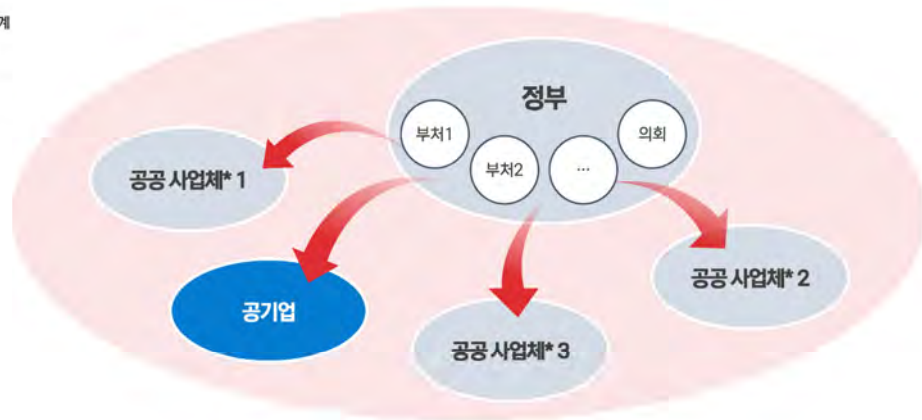 계
정부
부처1
의회
부처2
...
공공 사업체* 1
공공 사업체* 2
공기업
공공 사업체* 3